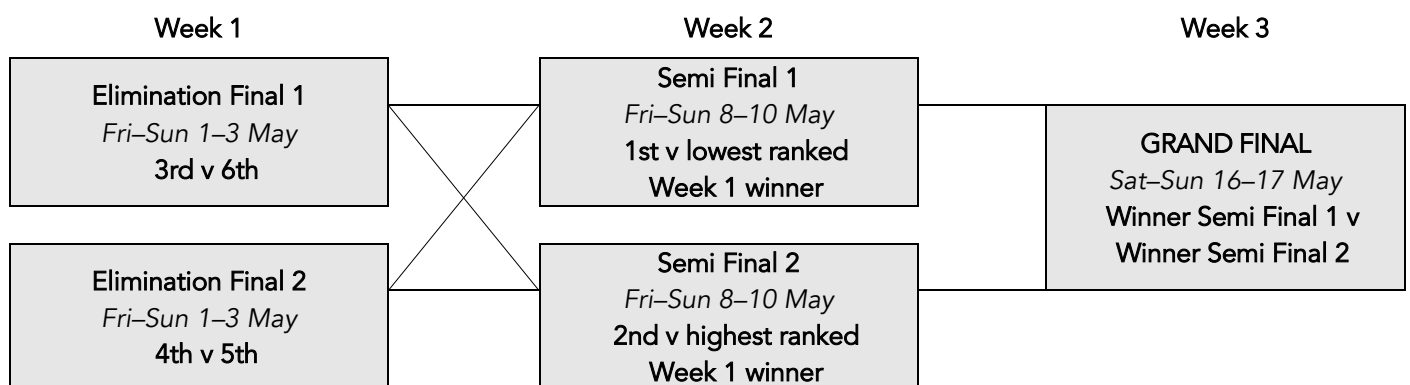 Week 1
Week 2
Week 3
Elimination Final 1
Fri–Sun 1–3 May
3rd v 6th
Semi Final 1
Fri–Sun 8–10 May
1st v lowest ranked
Week 1 winner
GRAND FINAL
Sat–Sun 16–17 May
Winner Semi Final 1 v
Winner Semi Final 2
Elimination Final 2
Fri–Sun 1–3 May
4th v 5th
Semi Final 2
Fri–Sun 8–10 May
2nd v highest ranked
Week 1 winner